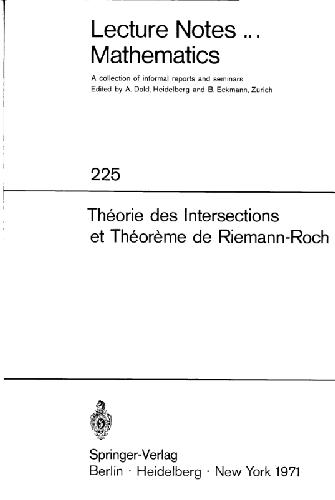 Lecture Notes ...
Mathematics
A collection of informal reports and seminars
Edited by A. Dold, Heidelberg and B. Eckmann, Zurich
225
Théorie des Intersections
et Théorème de Riemann-Roch
Springer-Verlag
Berlin · Heidelberg · New York 1971